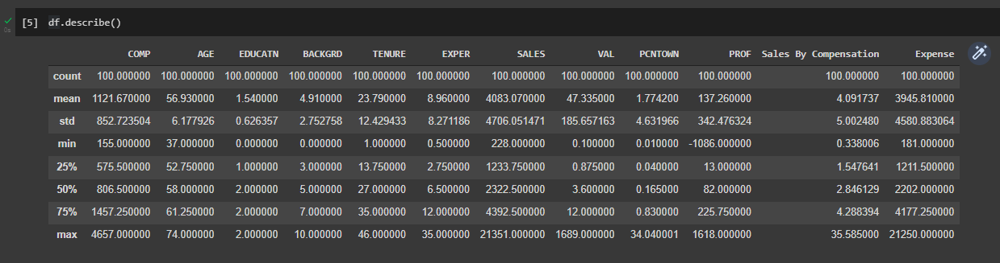 [5] df.describe()
0s
COMP AGE EDUCATN BACKGRD TENURE EXPER SALES VAL PCNTOWN PROF Sales By Compensation Expense
count 100.000000 100.000000 100.000000 100.000000 100.000000 100.000000 100.000000 100.000000 100.000000 100.000000 100.000000 100.000000
mean 1121.670000 56.930000 1.540000 4.910000 23.790000 8.960000 4083.070000 47.335000 1.774200 137.260000 4.091737 3945.810000
std 852.723504 6.177926 0.626357 2.752758 12.429433 8.271186 4706.051471 185.657163 4.631966 342.476324 5.002480 4580.883064
min 155.000000 37.000000 0.000000 0.000000 1.000000 0.500000 228.000000 0.100000 0.010000 -1086.000000 0.338006 181.000000
25% 575.500000 52.750000 1.000000 3.000000 13.750000 2.750000 1233.750000 0.875000 0.040000 13.000000 1.547641 1211.500000
50% 806.500000 58.000000 2.000000 5.000000 27.000000 6.500000 2322.500000 3.600000 0.165000 82.000000 2.846129 2202.000000
75% 1457.250000 61.250000 2.000000 7.000000 35.000000 12.000000 4392.500000 12.000000 0.830000 225.750000 4.288394 4177.250000
max 4657.000000 74.000000 2.000000 10.000000 46.000000 35.000000 21351.000000 1689.000000 34.040001 1618.000000 35.585000 21250.000000